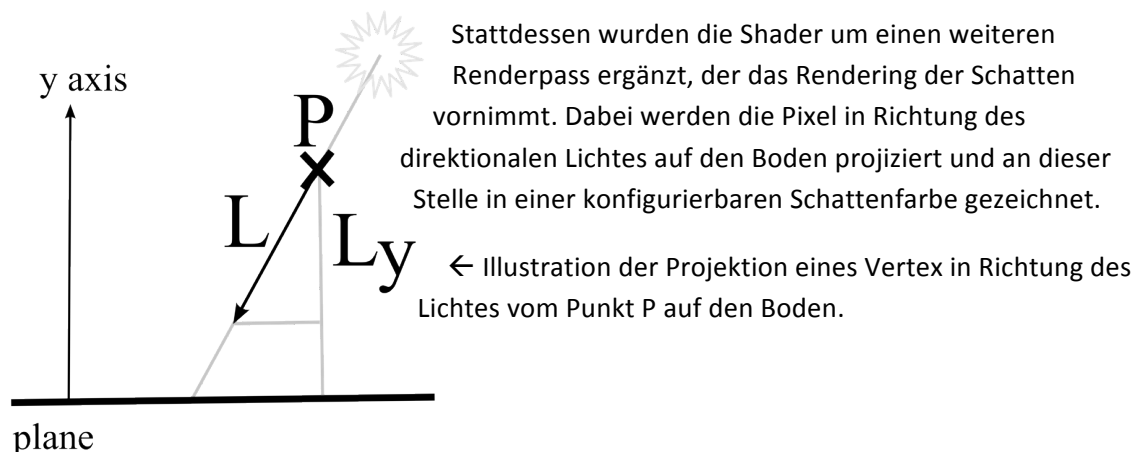 Stattdessen wurden die Shader um einen weiteren
Renderpass ergänzt, der das Rendering der Schatten
vornimmt. Dabei werden die Pixel in Richtung des
direktionalen Lichtes auf den Boden projiziert und an dieser
Stelle in einer konfigurierbaren Schattenfarbe gezeichnet.
← Illustration der Projektion eines Vertex in Richtung des
Lichtes vom Punkt P auf den Boden.
y axis
P
L
Ly
plane